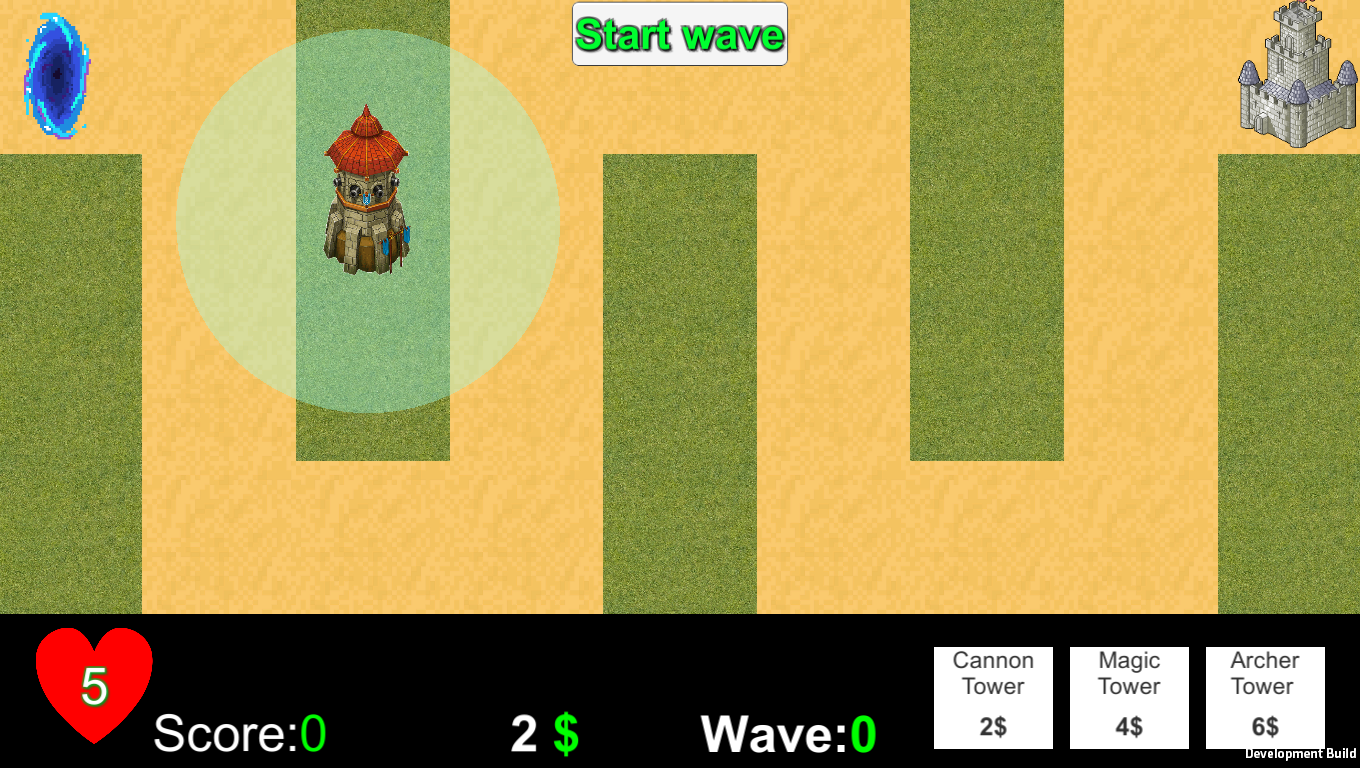 Start wave
5
Score:0
2 $
Wave:0
Cannon
Tower
2$
Magic
Tower
4$
Archer
Tower
6$
Development Build